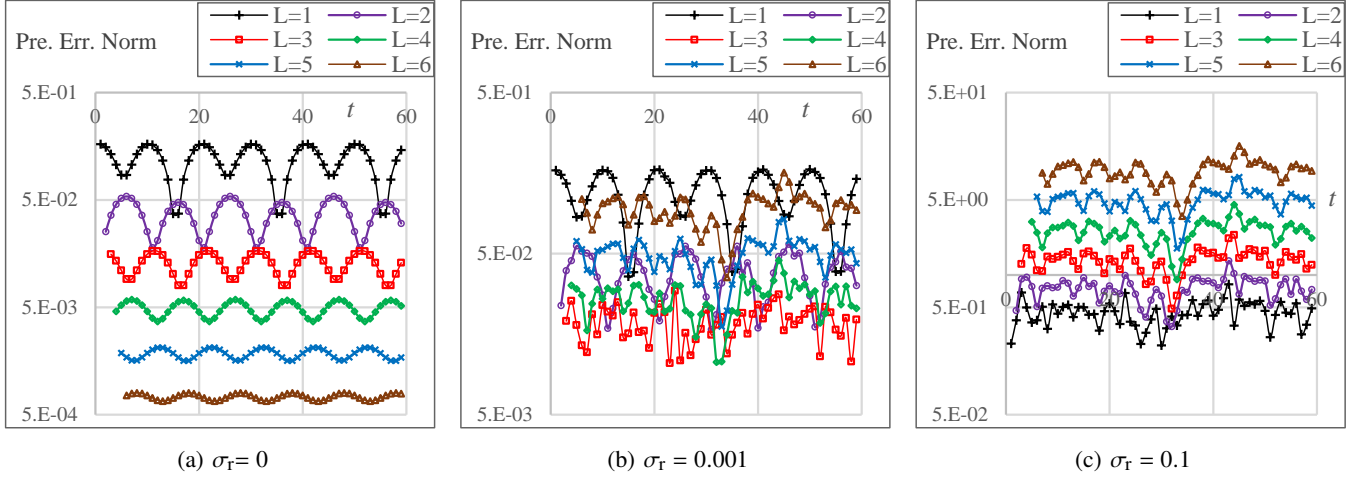 L=1 L=2
Pre. Err. Norm L=3 L=4
L=5 L=6
5.E-01
0 20 40 t 60
5.E-02
5.E-03
5.E-04
(a) σr= 0
L=1 L=2
Pre. Err. Norm L=3 L=4
L=5 L=6
5.E-01
0 20 40 t 60
5.E-02
5.E-03
(b) σr = 0.001
L=1 L=2
Pre. Err. Norm L=3 L=4
L=5 L=6
5.E+01
5.E+00
t
0 20 40 60
5.E-01
5.E-02
(c) σr = 0.1